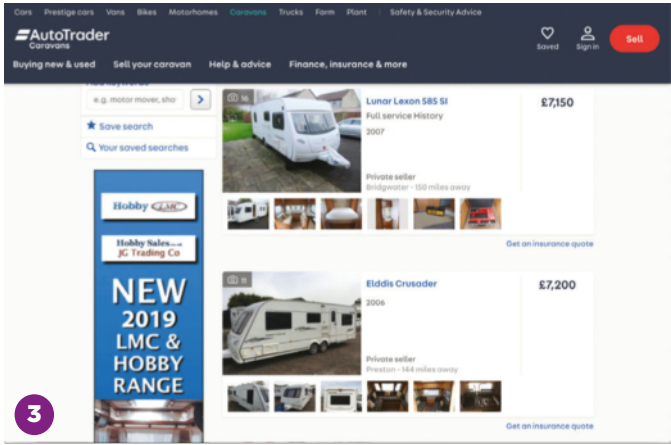 Cars Prestige cars Vans Bikes Motorhomes Caravans Trucks Farm Plant Safety & Security Advice
AutoTrader
Caravans
Saved
Sign in
Sell
Buying new & used Sell your caravan Help & advice Finance, insurance & more
e.g. motor mover, sho
Save search
Your saved searches
16
Lunar Lexon 585 SI
£7,150
Full service History
2007
Private seller
Bridgwater - 150 miles away
Get an insurance quote
Hobby LMC
Hobby Sales
JG Trading Co
NEW
2019
LMC &
HOBBY
RANGE
11
Elddis Crusader
£7,200
2006
Private seller
Preston - 144 miles away
Get an insurance quote
3